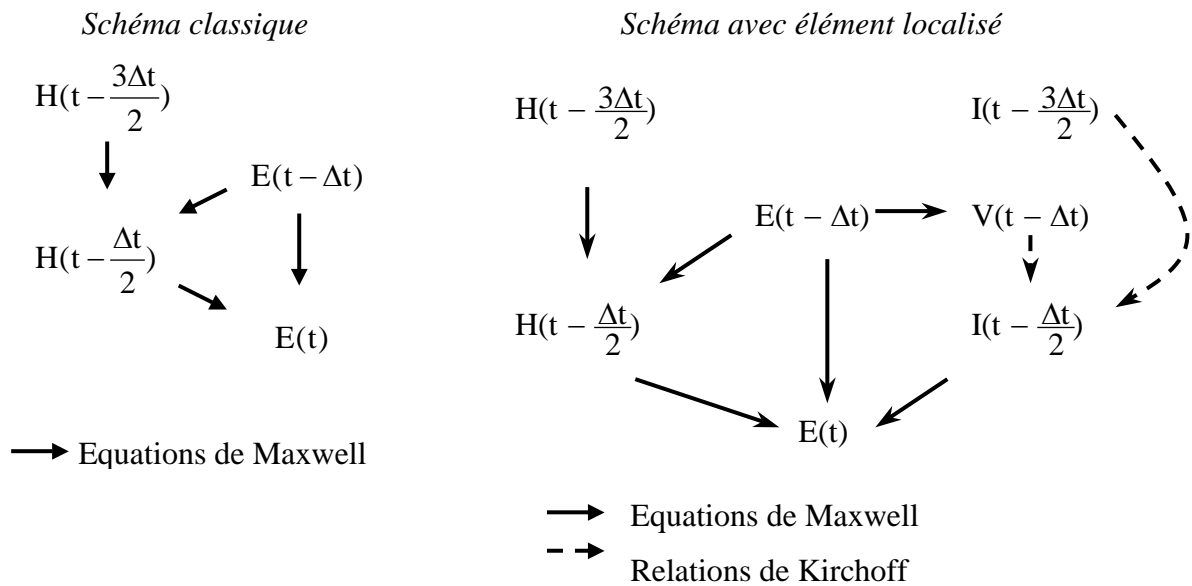 Schéma classique
H(t − 3Δt/2)
E(t − Δt)
H(t − Δt/2)
E(t)
Equations de Maxwell
Schéma avec élément localisé
H(t − 3Δt/2)
I(t − 3Δt/2)
E(t − Δt)
V(t − Δt)
H(t − Δt/2)
I(t − Δt/2)
E(t)
Equations de Maxwell
Relations de Kirchoff